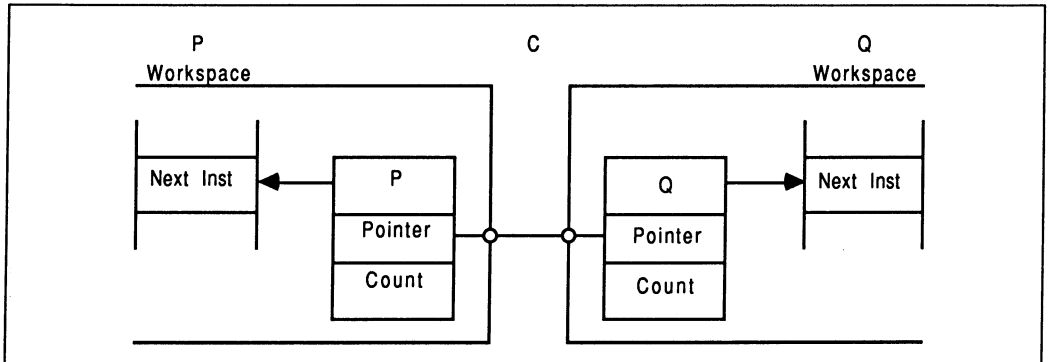 P
Workspace
C
Q
Workspace
Next Inst
P
Pointer
Count
Q
Pointer
Count
Next Inst